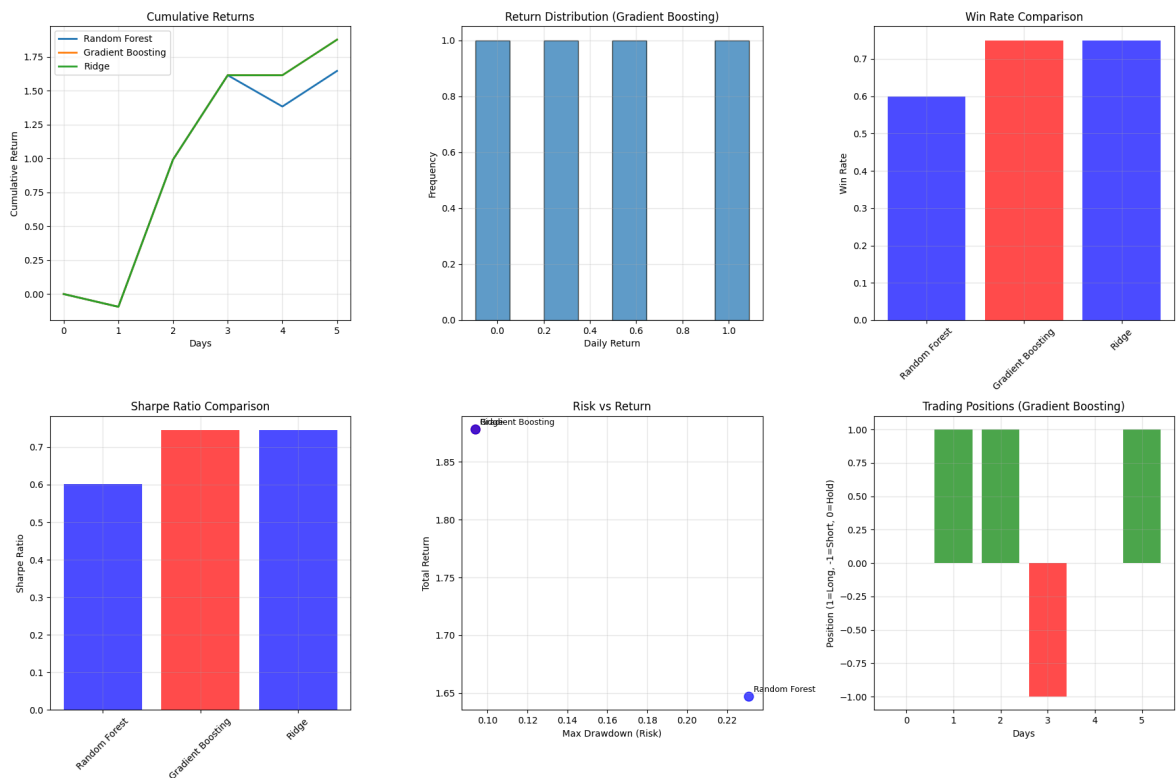 Cumulative Returns
Random Forest
Gradient Boosting
Ridge
1.75
1.50
1.25
1.00
0.75
0.50
0.25
0.00
Cumulative Return
0 1 2 3 4 5
Days
Return Distribution (Gradient Boosting)
1.0
0.8
0.6
0.4
0.2
0.0
Frequency
0.0 0.2 0.4 0.6 0.8 1.0
Daily Return
Win Rate Comparison
0.7
0.6
0.5
0.4
0.3
0.2
0.1
0.0
Win Rate
Random Forest
Gradient Boosting
Ridge
Sharpe Ratio Comparison
0.7
0.6
0.5
0.4
0.3
0.2
0.1
0.0
Sharpe Ratio
Random Forest
Gradient Boosting
Ridge
Risk vs Return
Gradient Boosting
Ridge
Random Forest
1.85
1.80
1.75
1.70
1.65
Total Return
0.10 0.12 0.14 0.16 0.18 0.20 0.22
Max Drawdown (Risk)
Trading Positions (Gradient Boosting)
1.00
0.75
0.50
0.25
0.00
−0.25
−0.50
−0.75
−1.00
Position (1=Long, -1=Short, 0=Hold)
0 1 2 3 4 5
Days